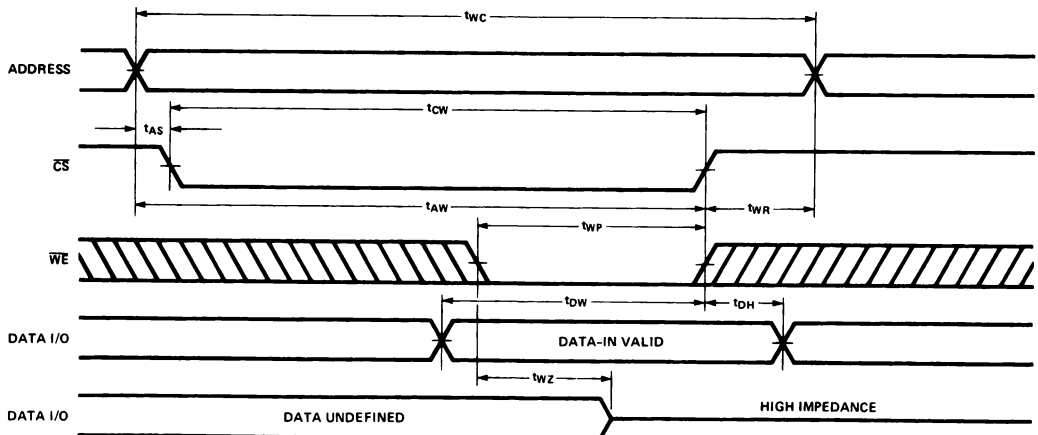 tWC
ADDRESS
tCW
tAS
CS
tAW
tWR
tWP
WE
tDW
tDH
DATA I/O
DATA-IN VALID
tWZ
DATA I/O
DATA UNDEFINED
HIGH IMPEDANCE